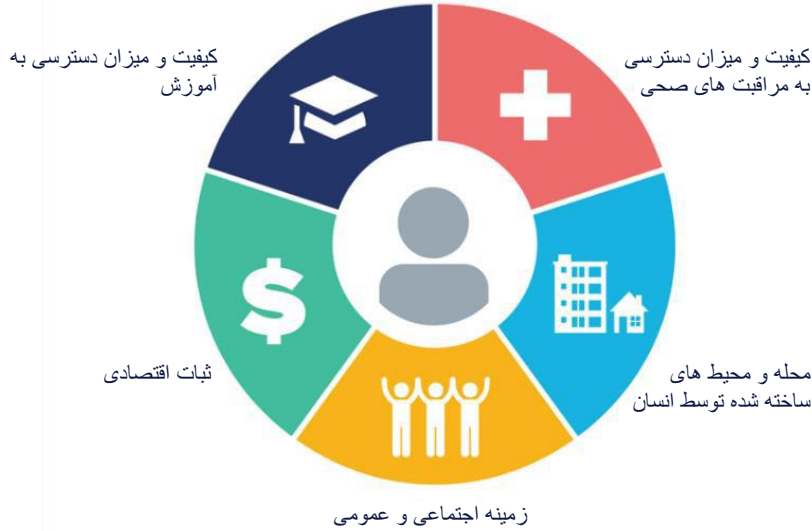 کیفیت و میزان دسترسی
به مراقبت های صحی
کیفیت و میزان دسترسی به
آموزش
محله و محیط های
ساخته شده توسط انسان
ثبات اقتصادی
زمینه اجتماعی و عمومی